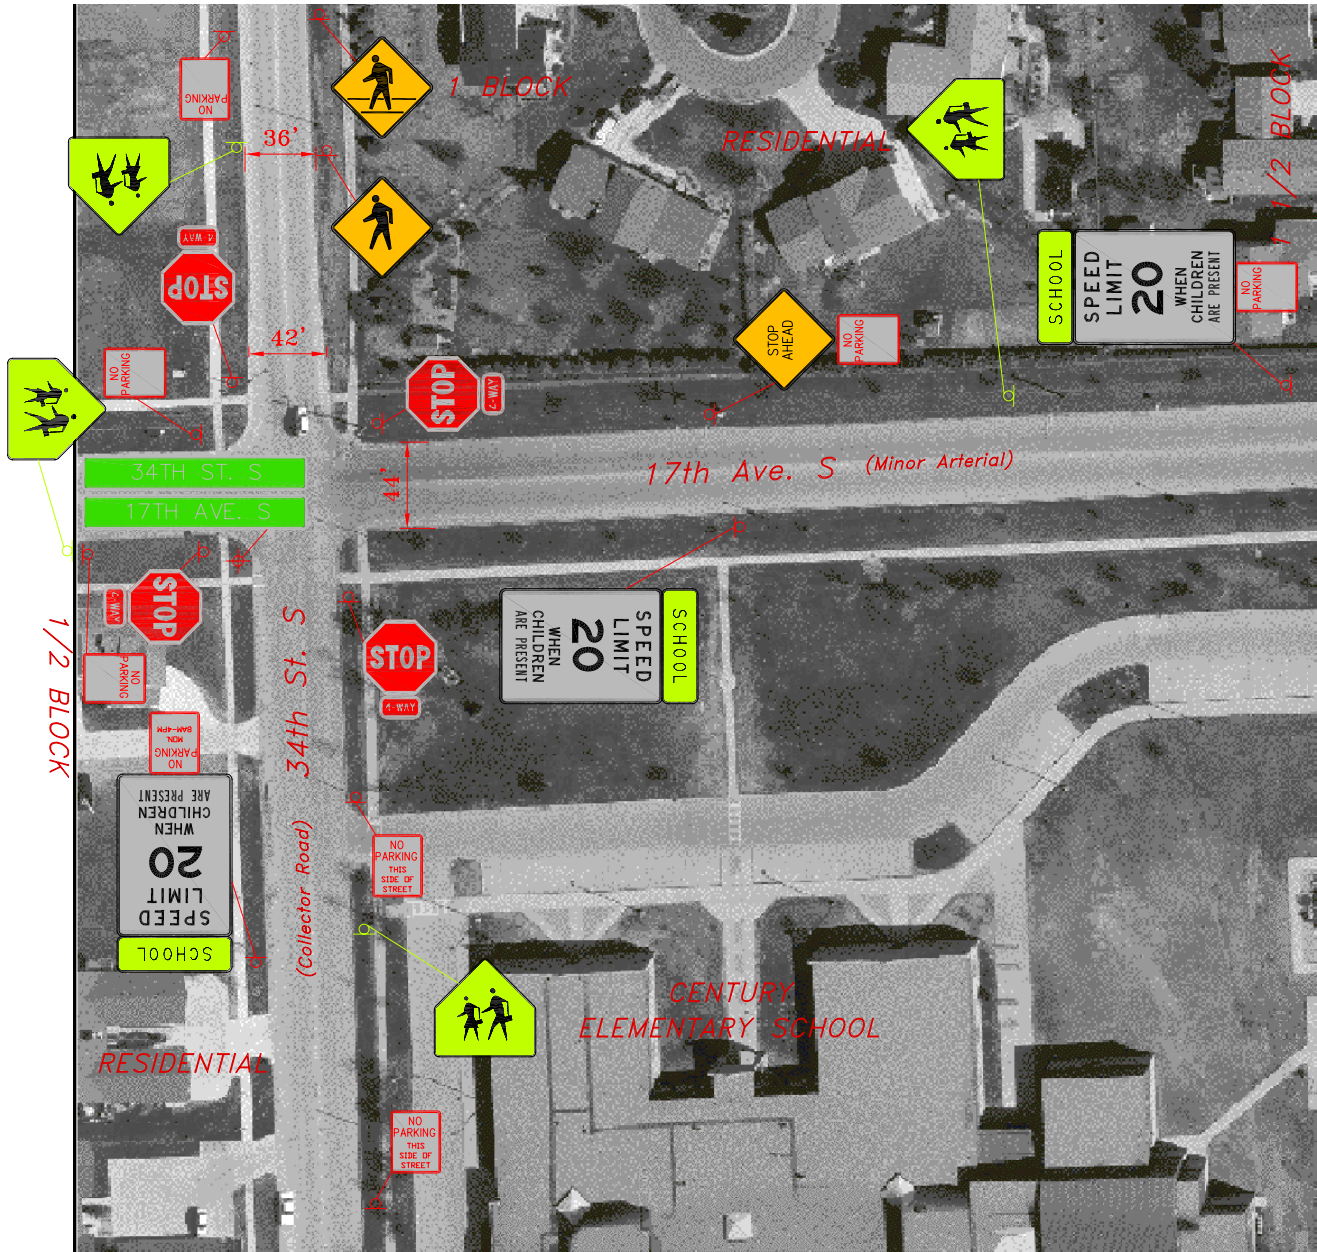 NO
PARKING
1 BLOCK
36'
RESIDENTIAL
1 1/2 BLOCK
4-WAY
STOP
SCHOOL
SPEED
LIMIT
20
WHEN
CHILDREN
ARE PRESENT
NO
PARKING
42'
STOP
AHEAD
NO
PARKING
NO
PARKING
STOP
4-WAY
34TH ST. S
17TH AVE. S
44'
17th Ave. S (Minor Arterial)
STOP
4-WAY
NO
PARKING
1/2 BLOCK
STOP
4-WAY
SCHOOL
SPEED
LIMIT
20
WHEN
CHILDREN
ARE PRESENT
34th St. S
(Collector Road)
NO
PARKING
MON.
8AM-4PM
SCHOOL
SPEED
LIMIT
20
WHEN
CHILDREN
ARE PRESENT
NO
PARKING
THIS
SIDE OF
STREET
CENTURY
ELEMENTARY SCHOOL
RESIDENTIAL
NO
PARKING
THIS
SIDE OF
STREET